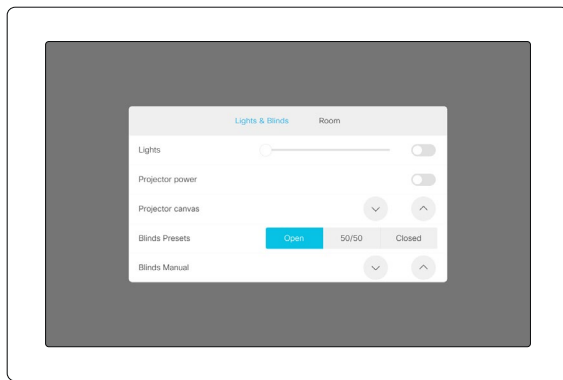 Lights & Blinds Room
Lights
Projector power
Projector canvas
Blinds Presets Open 50/50 Closed
Blinds Manual